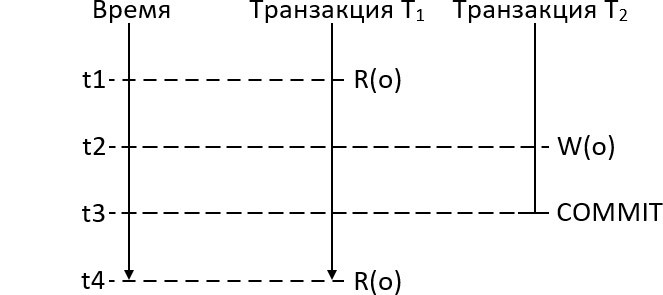 Время Транзакция T₁ Транзакция T₂
t1 R(o)
t2 W(o)
t3 COMMIT
t4 R(o)